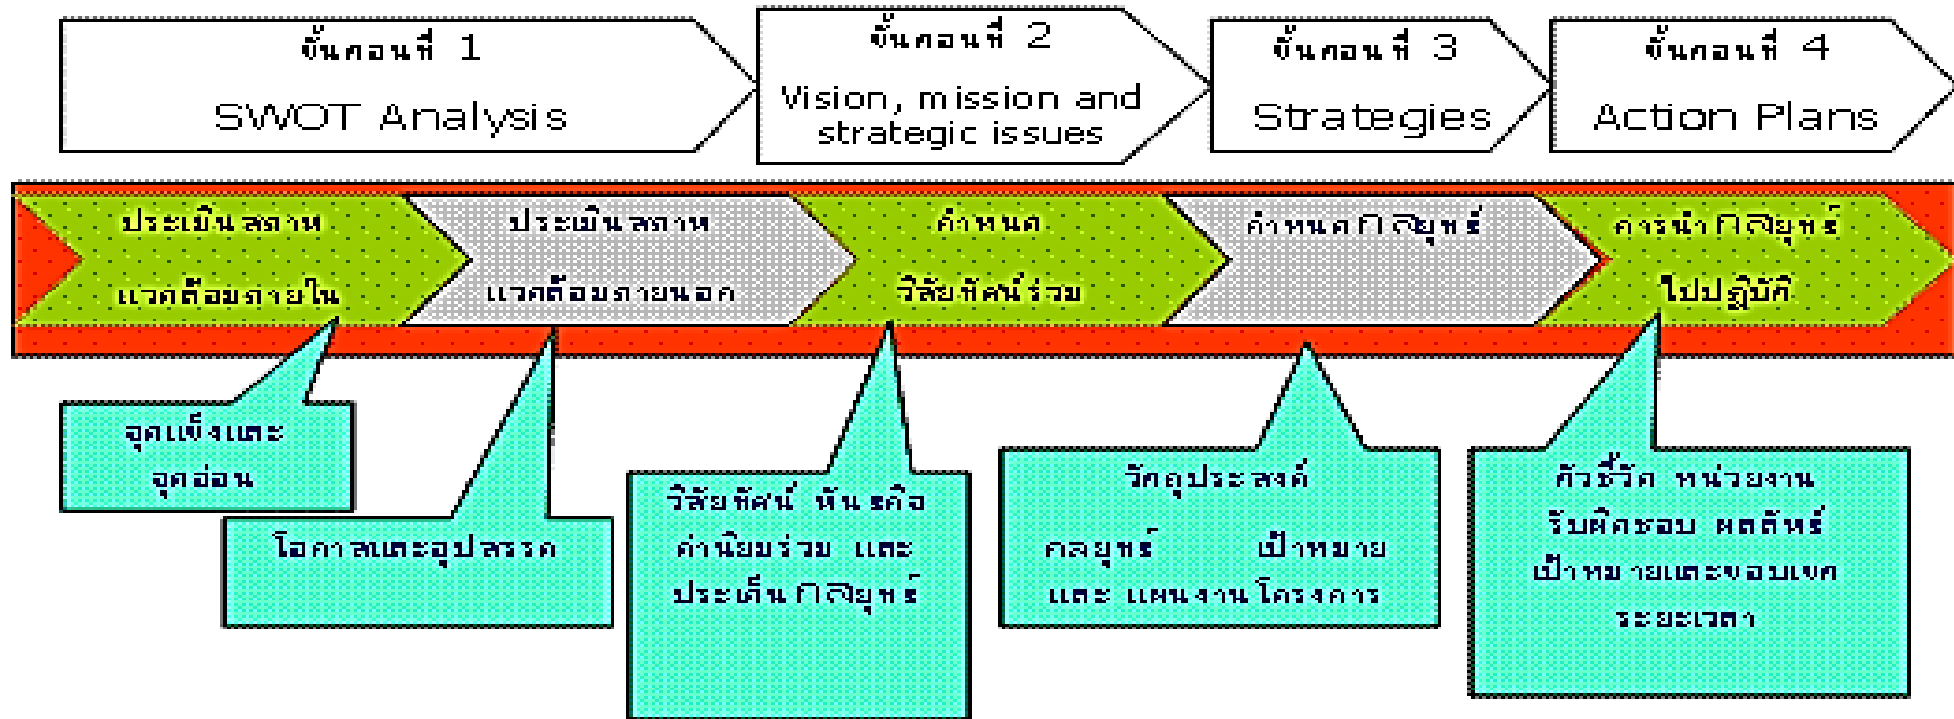 ขั้นตอนที่ 1
SWOT Analysis
ขั้นตอนที่ 2
Vision, mission and
strategic issues
ขั้นตอนที่ 3
Strategies
ขั้นตอนที่ 4
Action Plans
ประเมินสภาพ
แวดล้อมภายใน
ประเมินสภาพ
แวดล้อมภายนอก
กำหนด
วิสัยทัศน์ร่วม
กำหนดกลยุทธ์
การนำกลยุทธ์
ไปปฏิบัติ
จุดแข็งและ
จุดอ่อน
โอกาสและอุปสรรค
วิสัยทัศน์ พันธกิจ
ค่านิยมร่วม และ
ประเด็นกลยุทธ์
วัตถุประสงค์
กลยุทธ์ เป้าหมาย
และ แผนงานโครงการ
ตัวชี้วัด หน่วยงาน
รับผิดชอบ ผลลัพธ์
เป้าหมายและขอบเขต
ระยะเวลา